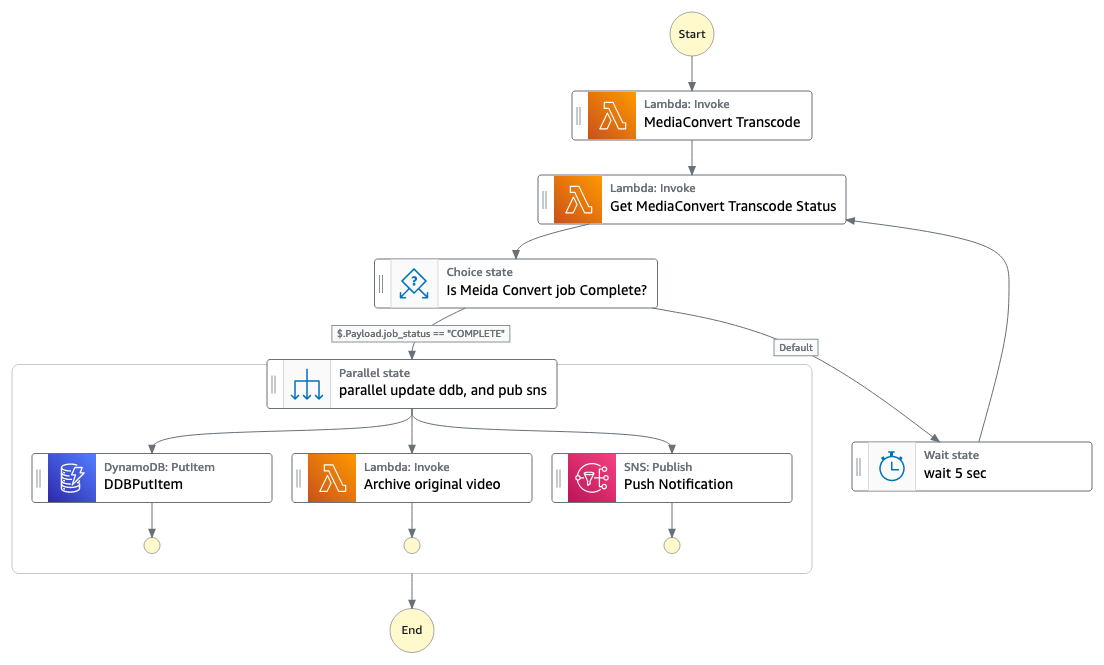 Start
Lambda: Invoke
MediaConvert Transcode
Lambda: Invoke
Get MediaConvert Transcode Status
Choice state
Is Meida Convert job Complete?
$.Payload.job_status == "COMPLETE"
Default
Parallel state
parallel update ddb, and pub sns
DynamoDB: PutItem
DDBPutItem
Lambda: Invoke
Archive original video
SNS: Publish
Push Notification
Wait state
wait 5 sec
End